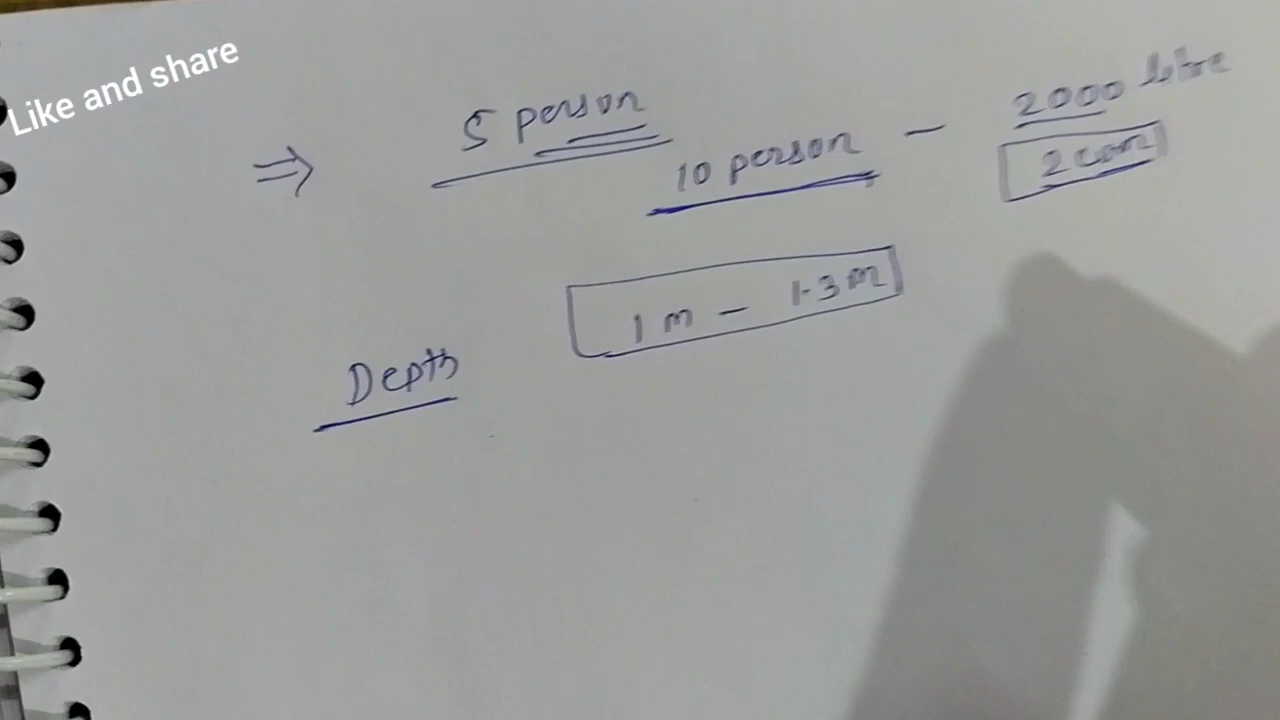 Like and share
⇒ 5 person
10 person - 2000 litre
2 cum
1 m - 1.3 m
Depth